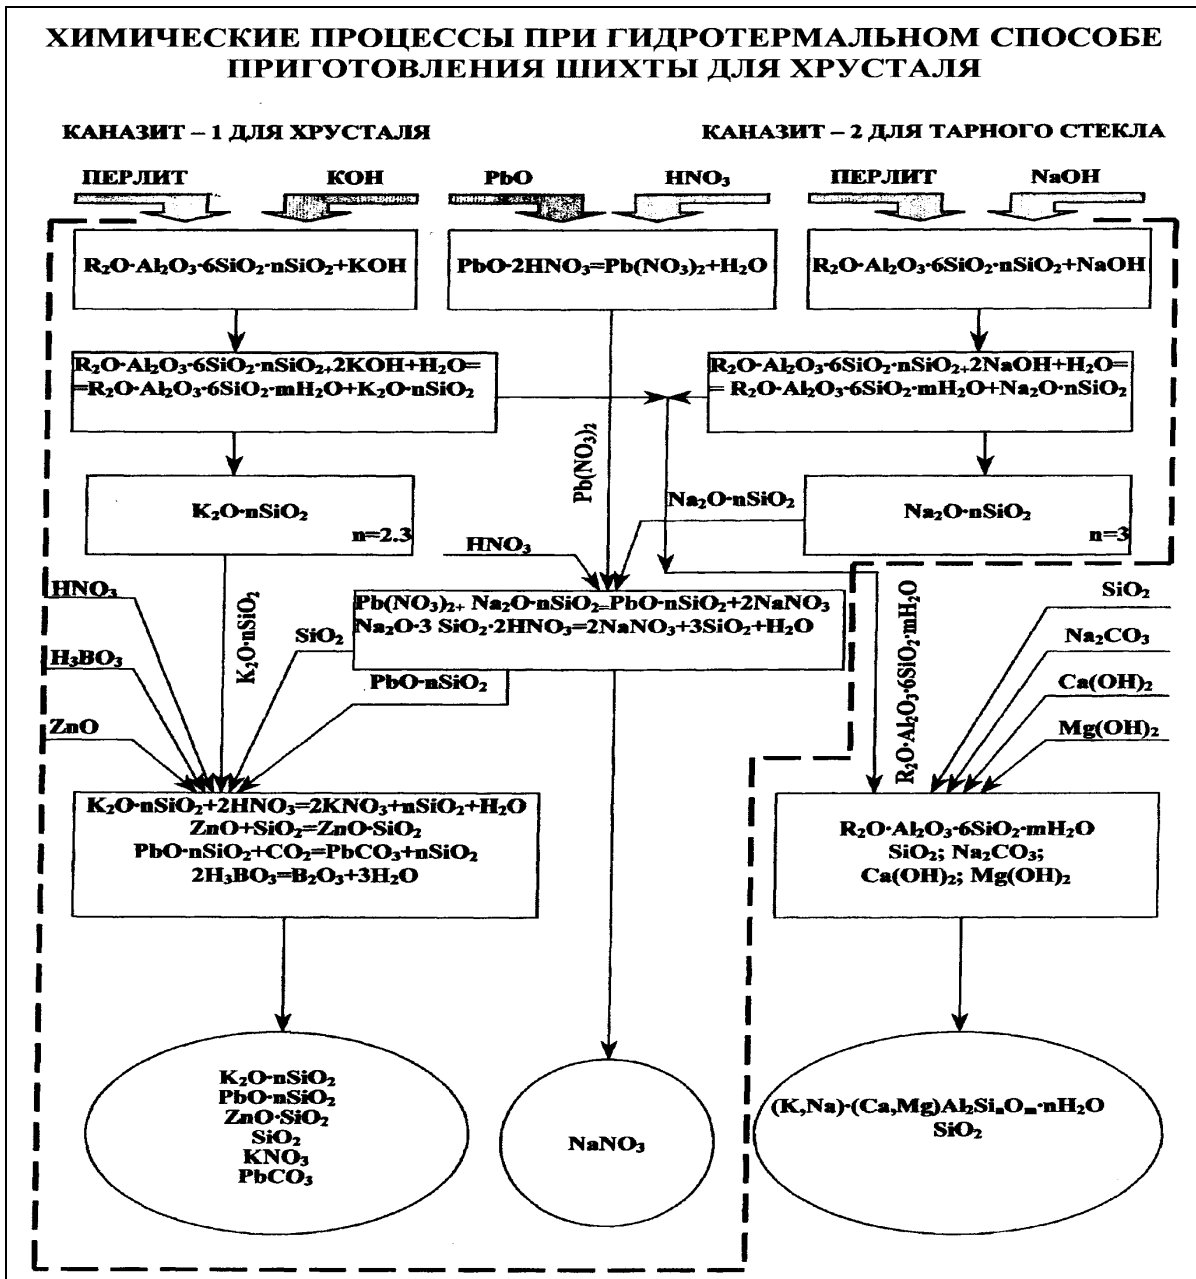 ХИМИЧЕСКИЕ ПРОЦЕССЫ ПРИ ГИДРОТЕРМАЛЬНОМ СПОСОБЕ
ПРИГОТОВЛЕНИЯ ШИХТЫ ДЛЯ ХРУСТАЛЯ
КАНАЗИТ – 1 ДЛЯ ХРУСТАЛЯ
КАНАЗИТ – 2 ДЛЯ ТАРНОГО СТЕКЛА
ПЕРЛИТ
KOH
PbO
HNO₃
ПЕРЛИТ
NaOH
R₂O·Al₂O₃·6SiO₂·nSiO₂+KOH
PbO·2HNO₃=Pb(NO₃)₂+H₂O
R₂O·Al₂O₃·6SiO₂·nSiO₂+NaOH
R₂O·Al₂O₃·6SiO₂·nSiO₂+2KOH+H₂O=
=R₂O·Al₂O₃·6SiO₂·mH₂O+K₂O·nSiO₂
R₂O·Al₂O₃·6SiO₂·nSiO₂+2NaOH+H₂O=
= R₂O·Al₂O₃·6SiO₂·mH₂O+Na₂O·nSiO₂
Pb(NO₃)₂
K₂O·nSiO₂
n=2.3
Na₂O·nSiO₂
Na₂O·nSiO₂
n=3
HNO₃
HNO₃
K₂O·nSiO₂
Pb(NO₃)₂+ Na₂O·nSiO₂=PbO·nSiO₂+2NaNO₃
Na₂O·3 SiO₂·2HNO₃=2NaNO₃+3SiO₂+H₂O
R₂O·Al₂O₃·6SiO₂·mH₂O
SiO₂
SiO₂
Na₂CO₃
H₃BO₃
PbO·nSiO₂
Ca(OH)₂
ZnO
Mg(OH)₂
K₂O·nSiO₂+2HNO₃=2KNO₃+nSiO₂+H₂O
ZnO+SiO₂=ZnO·SiO₂
PbO·nSiO₂+CO₂=PbCO₃+nSiO₂
2H₃BO₃=B₂O₃+3H₂O
R₂O·Al₂O₃·6SiO₂·mH₂O
SiO₂; Na₂CO₃;
Ca(OH)₂; Mg(OH)₂
K₂O·nSiO₂
PbO·nSiO₂
ZnO·SiO₂
SiO₂
KNO₃
PbCO₃
NaNO₃
(K,Na)·(Ca,Mg)Al₂SiₙOₘ·nH₂O
SiO₂